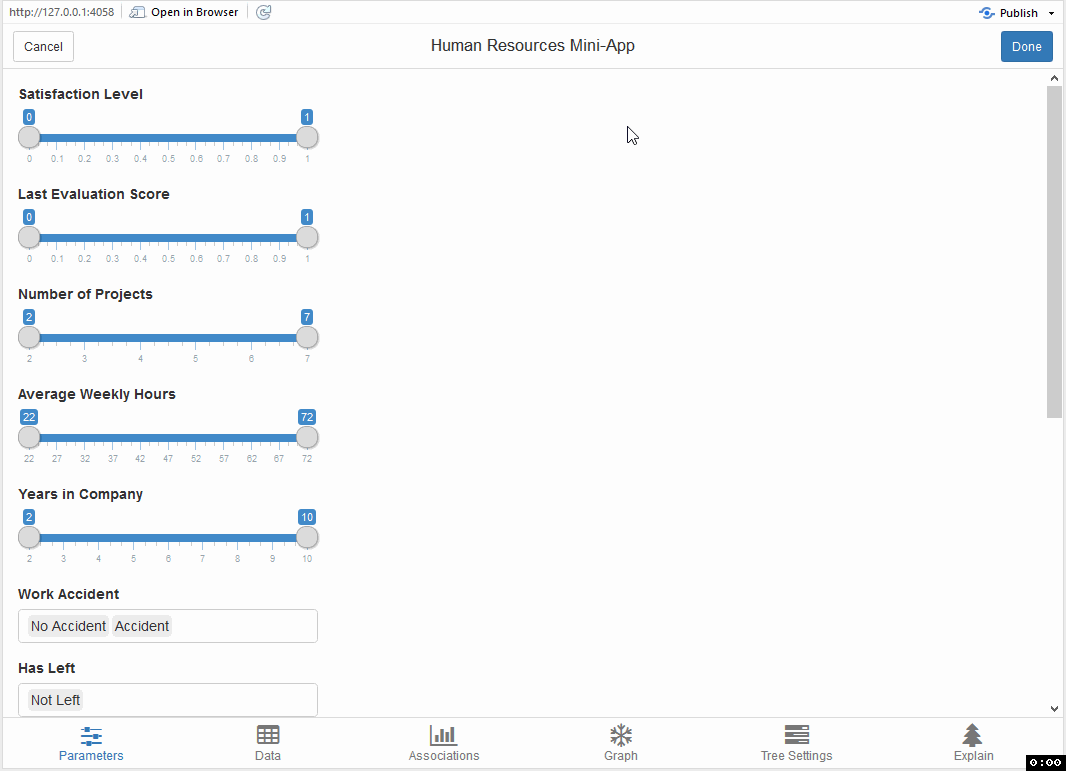 http://127.0.0.1:4058 Open in Browser Publish
Cancel Human Resources Mini-App Done
Satisfaction Level
0 1
0 0.1 0.2 0.3 0.4 0.5 0.6 0.7 0.8 0.9 1
Last Evaluation Score
0 1
0 0.1 0.2 0.3 0.4 0.5 0.6 0.7 0.8 0.9 1
Number of Projects
2 7
2 3 4 5 6 7
Average Weekly Hours
22 72
22 27 32 37 42 47 52 57 62 67 72
Years in Company
2 10
2 3 4 5 6 7 8 9 10
Work Accident
No Accident Accident
Has Left
Not Left
Parameters Data Associations Graph Tree Settings Explain
0:00